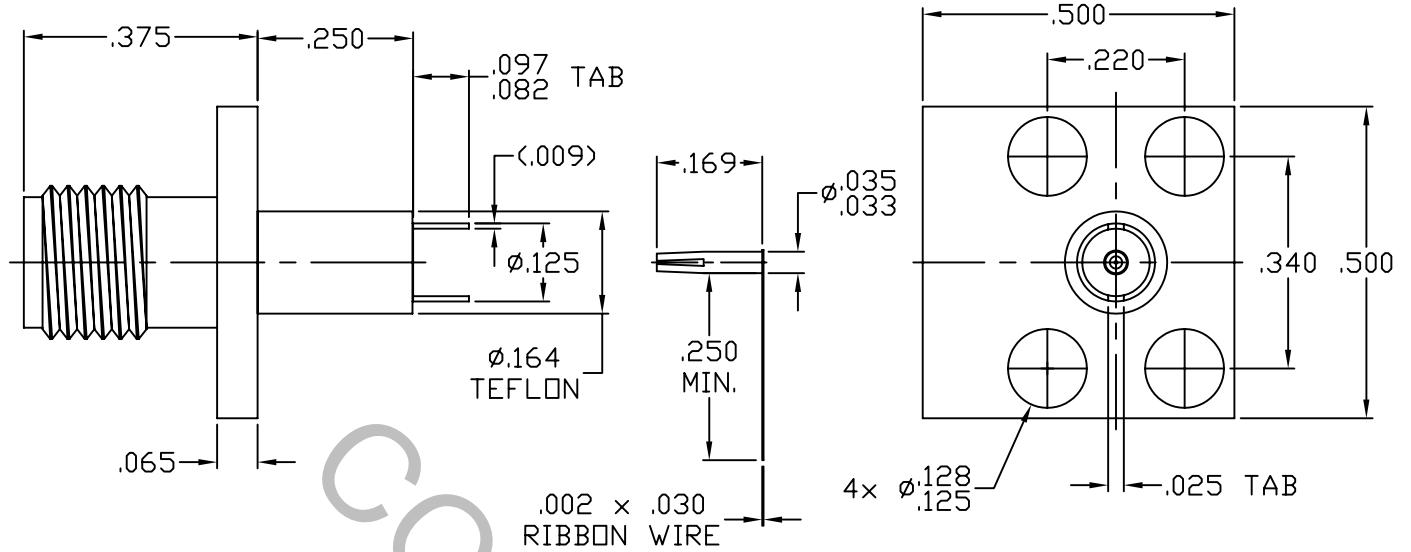 .375
.250
.097
.082 TAB
(.009)
Ø.125
Ø.164
TEFLON
.065
.169
Ø.035
.033
.250
MIN.
.002 × .030
RIBBON WIRE
.500
.220
.340
.500
4× Ø.128
.125
.025 TAB
CO